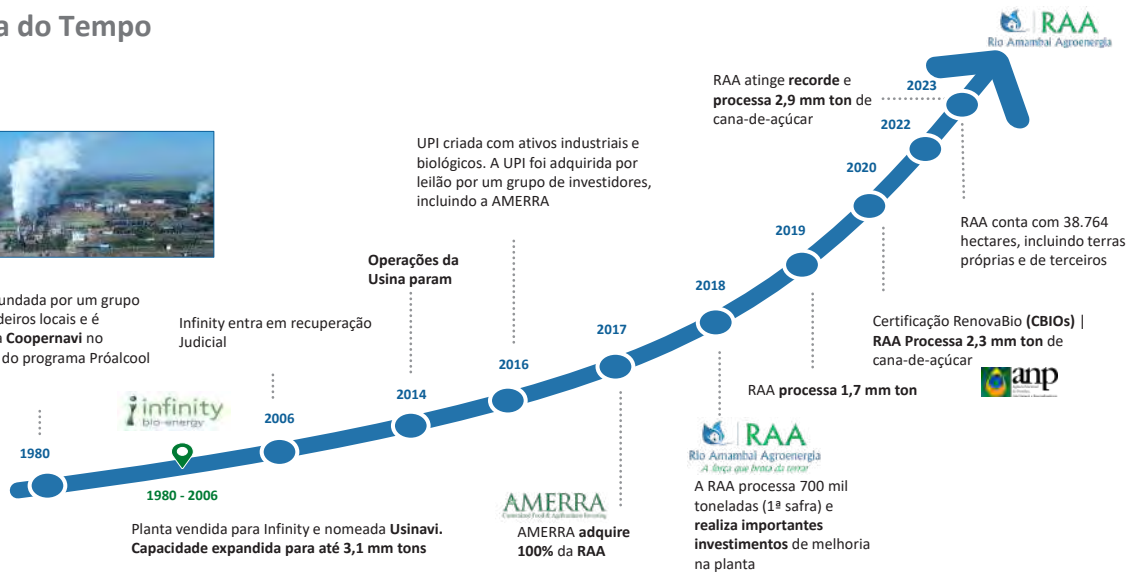 a do Tempo
RAA
Rio Amambai Agroenergia
RAA atinge recorde e
processa 2,9 mm ton de
cana-de-açúcar
2023
2022
UPI criada com ativos industriais e
biológicos. A UPI foi adquirida por
leilão por um grupo de investidores,
incluindo a AMERRA
2020
RAA conta com 38.764
hectares, incluindo terras
próprias e de terceiros
2019
Operações da
Usina param
2018
undada por um grupo
deiros locais e é
a Coopernavi no
do programa Próalcool
Infinity entra em recuperação
Judicial
2017
Certificação RenovaBio (CBIOs) |
RAA Processa 2,3 mm ton de
cana-de-açúcar
anp
2016
RAA processa 1,7 mm ton
2014
infinity
bio-energy
2006
1980
RAA
Rio Amambai Agroenergia
A força que brota da terra!
1980 - 2006
A RAA processa 700 mil
toneladas (1ª safra) e
realiza importantes
investimentos de melhoria
na planta
AMERRA
AMERRA adquire
100% da RAA
Planta vendida para Infinity e nomeada Usinavi.
Capacidade expandida para até 3,1 mm tons